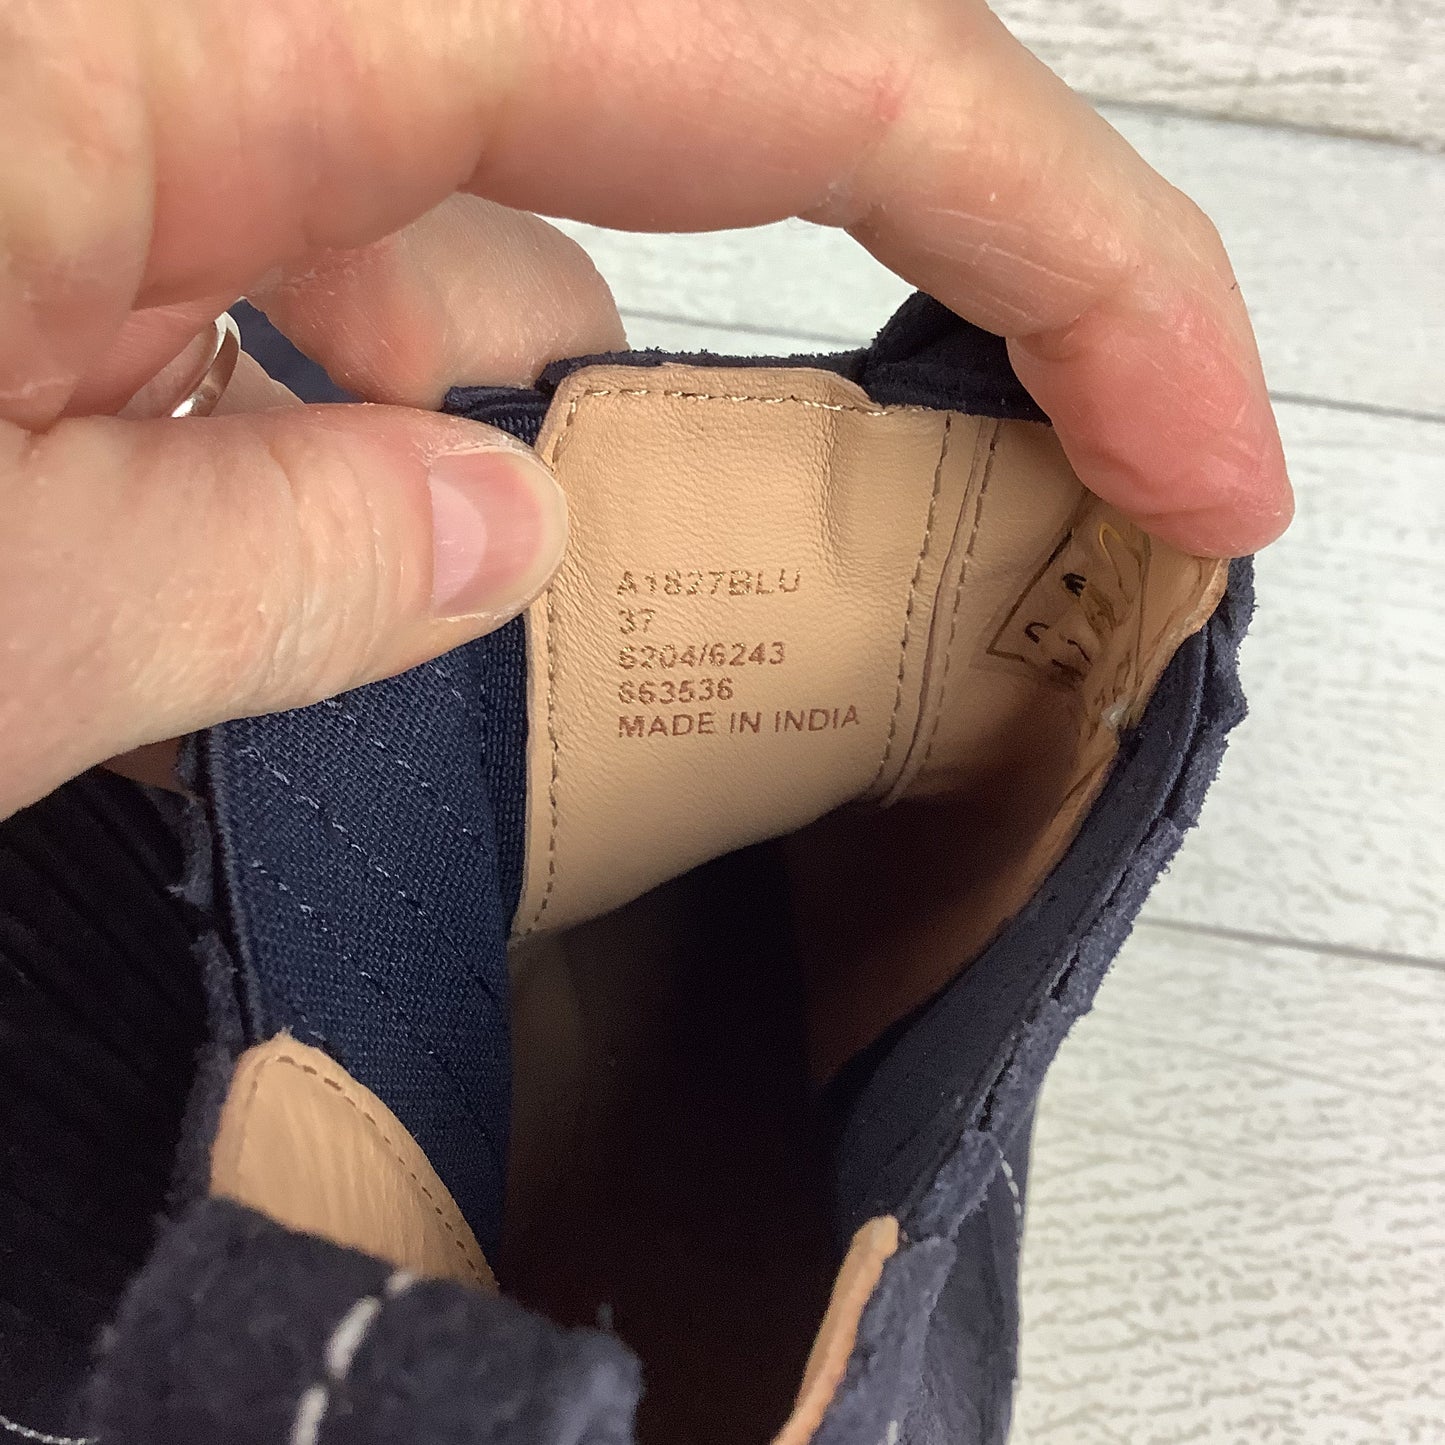 A1827BLU
37
6204/6243
663536
MADE IN INDIA